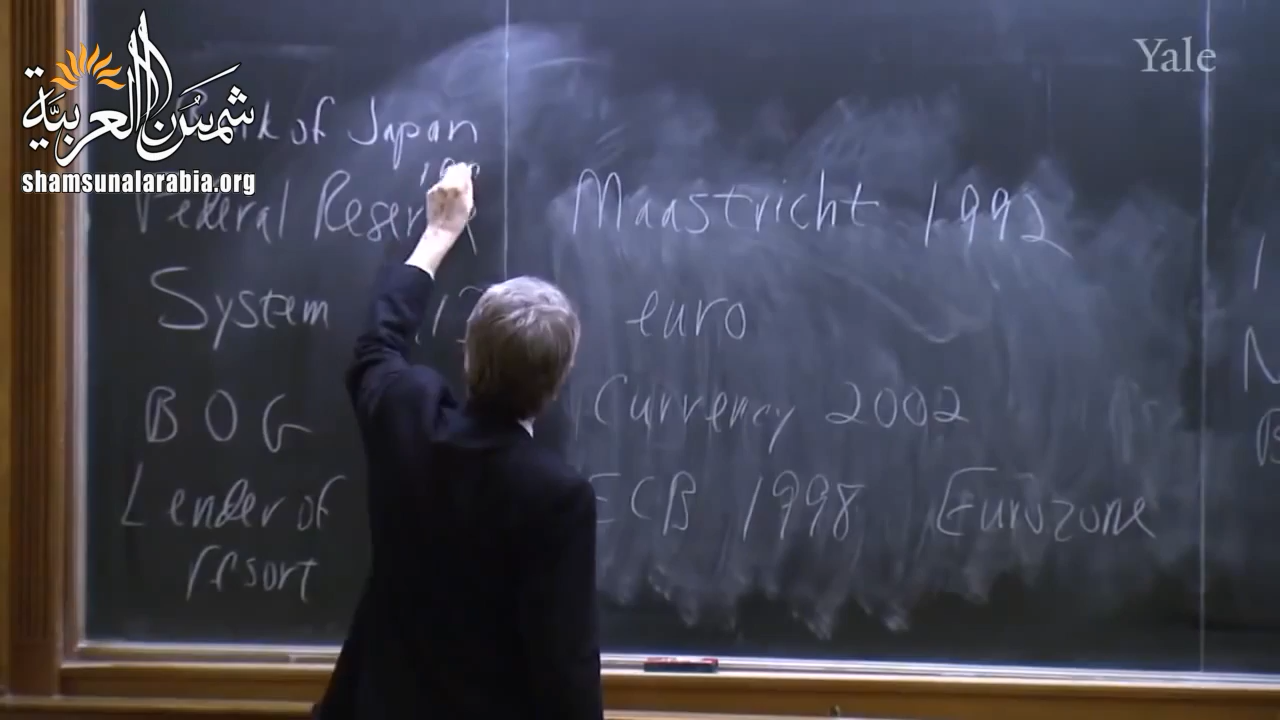 شمسُ العربيَّة
shamsunalarabia.org
Yale
of Japan
Federal Reserve
System
BOG
Lender of
resort
Maastricht 1992
euro
Currency 2002
ECB 1998 Eurozone